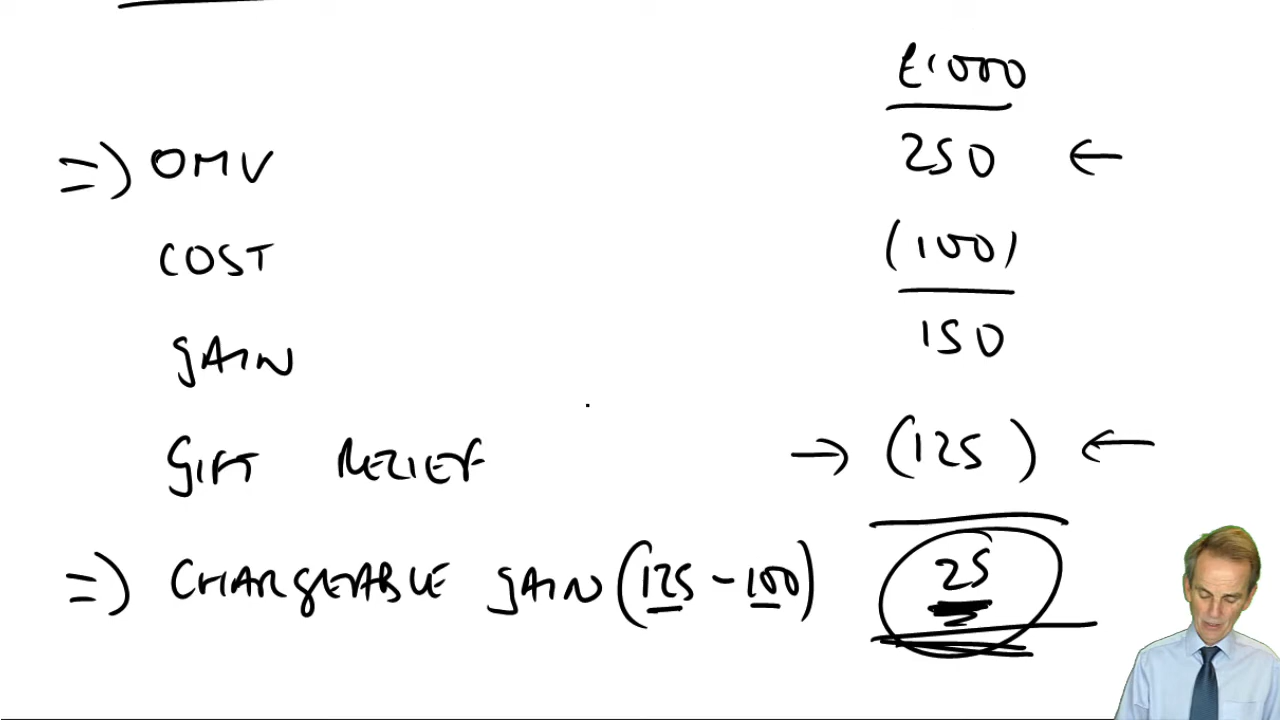 £'000
=) OMV 250 ←
COST (100)
GAIN 150
GIFT RELIEF → (125) ←
=) CHARGEABLE GAIN (125 - 100) 25